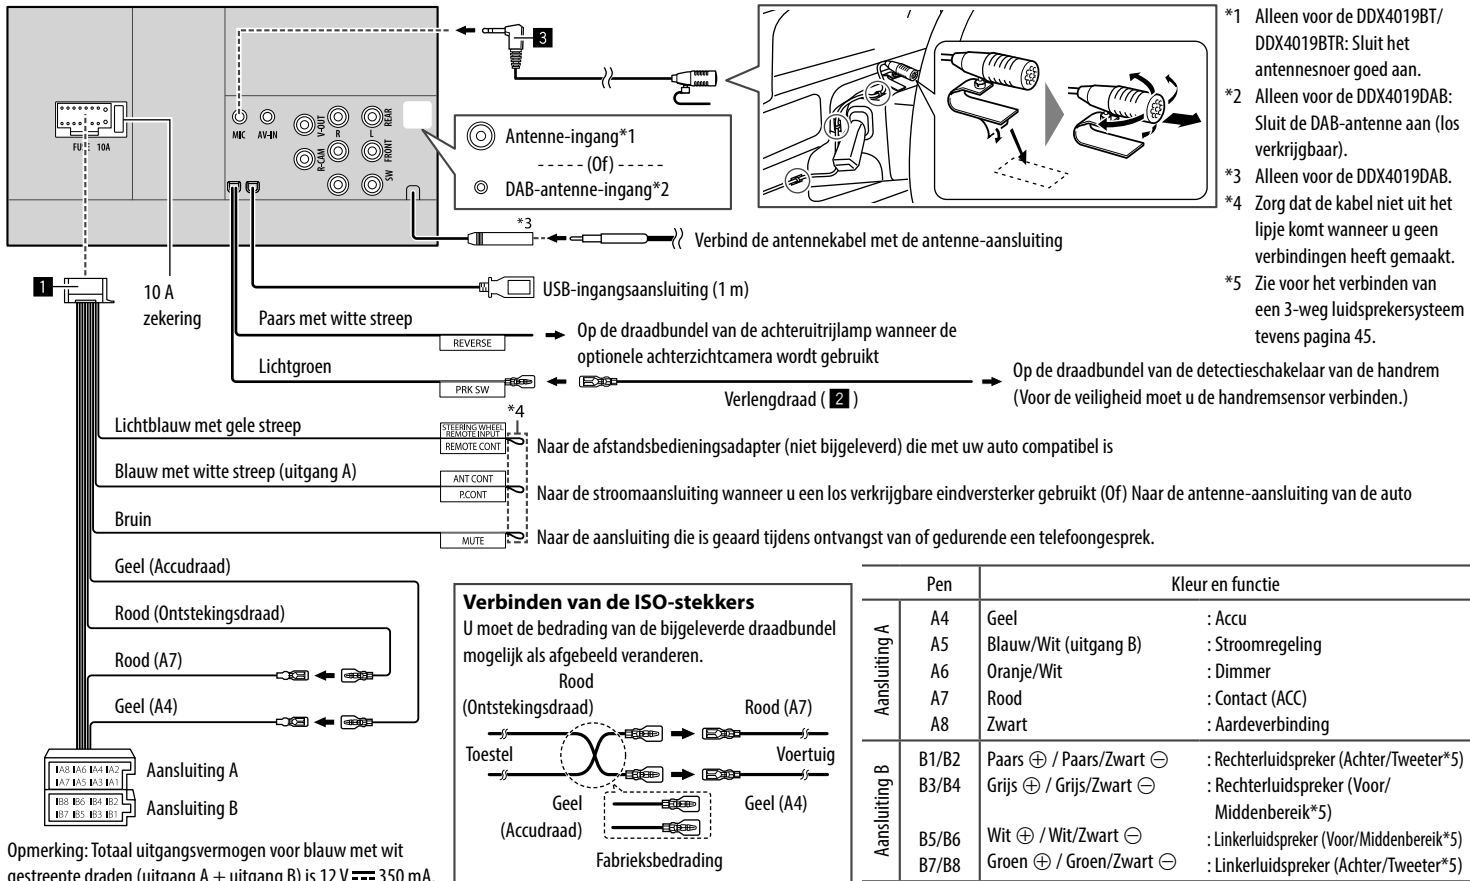 MIC
AV-IN
V-OUT
R-CAM
R
L
REAR
FRONT
SW
FUSE 10A
3
Antenne-ingang*1
(Of)
DAB-antenne-ingang*2
*1 Alleen voor de DDX4019BT/
DDX4019BTR: Sluit het
antennesnoer goed aan.
*2 Alleen voor de DDX4019DAB:
Sluit de DAB-antenne aan (los
verkrijgbaar).
*3 Alleen voor de DDX4019DAB.
*4 Zorg dat de kabel niet uit het
lipje komt wanneer u geen
verbindingen heeft gemaakt.
*5 Zie voor het verbinden van
een 3-weg luidsprekersysteem
tevens pagina 45.
*3
Verbind de antennekabel met de antenne-aansluiting
1
10 A
zekering
USB-ingangsaansluiting (1 m)
Paars met witte streep
REVERSE
Op de draadbundel van de achteruitrijlamp wanneer de
optionele achterzichtcamera wordt gebruikt
Lichtgroen
PRK SW
Verlengdraad ( 2 )
Op de draadbundel van de detectieschakelaar van de handrem
(Voor de veiligheid moet u de handremsensor verbinden.)
*4
Lichtblauw met gele streep
STEERING WHEEL
REMOTE INPUT
REMOTE CONT
Naar de afstandsbedieningsadapter (niet bijgeleverd) die met uw auto compatibel is
Blauw met witte streep (uitgang A)
ANT CONT
P.CONT
Naar de stroomaansluiting wanneer u een los verkrijgbare eindversterker gebruikt (Of) Naar de antenne-aansluiting van de auto
Bruin
MUTE
Naar de aansluiting die is geaard tijdens ontvangst van of gedurende een telefoongesprek.
Geel (Accudraad)
Rood (Ontstekingsdraad)
Rood (A7)
Geel (A4)
A8 A6 A4 A2
A7 A5 A3 A1
Aansluiting A
B8 B6 B4 B2
B7 B5 B3 B1
Aansluiting B
Opmerking: Totaal uitgangsvermogen voor blauw met wit
gestreepte draden (uitgang A + uitgang B) is 12 V ⎓ 350 mA.
Verbinden van de ISO-stekkers
U moet de bedrading van de bijgeleverde draadbundel
mogelijk als afgebeeld veranderen.
Rood
(Ontstekingsdraad)
Rood (A7)
Toestel
Voertuig
Geel
(Accudraad)
Geel (A4)
Fabrieksbedrading
Pen Kleur en functie
Aansluiting A
A4 Geel : Accu
A5 Blauw/Wit (uitgang B) : Stroomregeling
A6 Oranje/Wit : Dimmer
A7 Rood : Contact (ACC)
A8 Zwart : Aardeverbinding
Aansluiting B
B1/B2 Paars ⊕ / Paars/Zwart ⊖ : Rechterluidspreker (Achter/Tweeter*5)
B3/B4 Grijs ⊕ / Grijs/Zwart ⊖ : Rechterluidspreker (Voor/
Middenbereik*5)
B5/B6 Wit ⊕ / Wit/Zwart ⊖ : Linkerluidspreker (Voor/Middenbereik*5)
B7/B8 Groen ⊕ / Groen/Zwart ⊖ : Linkerluidspreker (Achter/Tweeter*5)